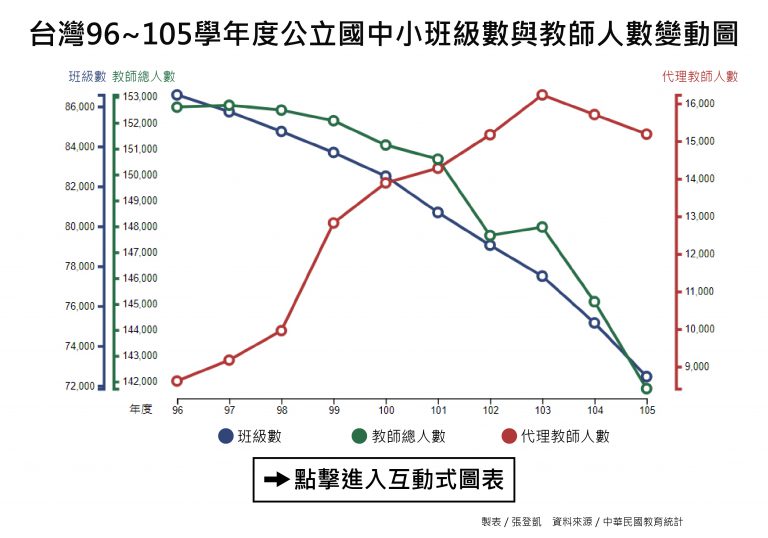 台灣96~105學年度公立國中小班級數與教師人數變動圖
班級數 教師總人數 代理教師人數
86,000 153,000 16,000
152,000
84,000 151,000 15,000
82,000 150,000 14,000
149,000
80,000 148,000 13,000
147,000 12,000
78,000 146,000
76,000 145,000 11,000
144,000 10,000
74,000 143,000
72,000 142,000 9,000
年度 96 97 98 99 100 101 102 103 104 105
班級數 教師總人數 代理教師人數
➡點擊進入互動式圖表
製表 / 張登凱 資料來源 / 中華民國教育統計